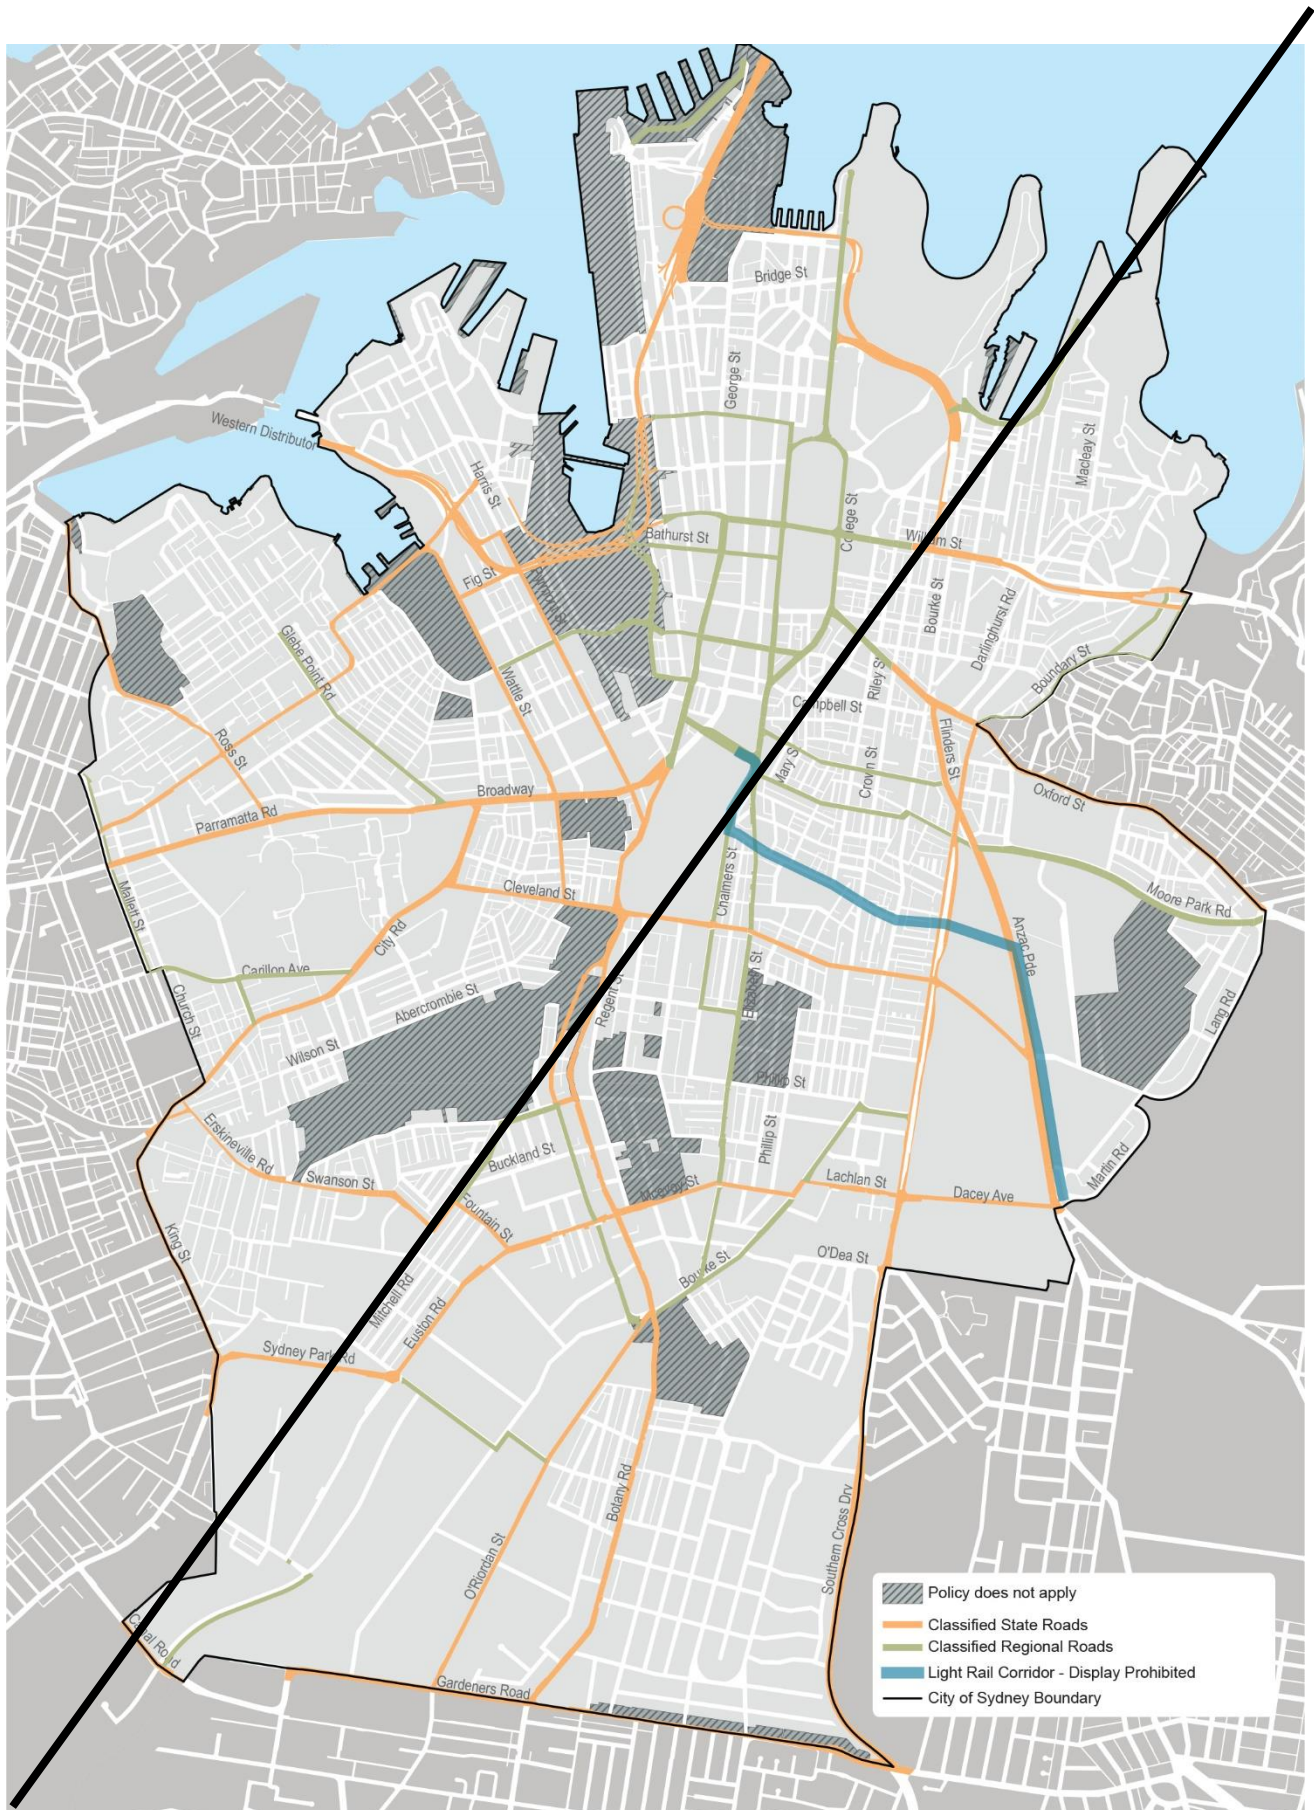 Bridge St
George St
Western Distributor
Macleay St
Harris St
College St
Bathurst St
William St
Fig St
Bourke St
Darlinghurst Rd
Glebe Point Rd
Boundary St
Riley St
Wattle St
Campbell St
Ross St
Flinders St
Mary S
Crown St
Broadway
Oxford St
Parramatta Rd
Chalmers St
Cleveland St
Mallett St
Moore Park Rd
City Rd
Anzac Pde
Carillon Ave
Elizabeth St
Abercrombie St
Regent S
Church St
Lang Rd
Wilson St
Phillip St
Erskineville Rd
Phillip St
Buckland St
Martin Rd
Swanson St
Lachlan St
McEvoy St
Dacey Ave
Fountain St
King St
O'Dea St
Bourke St
Mitchell Rd
Euston Rd
Sydney Park Rd
Botany Rd
Southern Cross Drv
O'Riordan St
Canal Road
Gardeners Road
Policy does not apply
Classified State Roads
Classified Regional Roads
Light Rail Corridor - Display Prohibited
City of Sydney Boundary